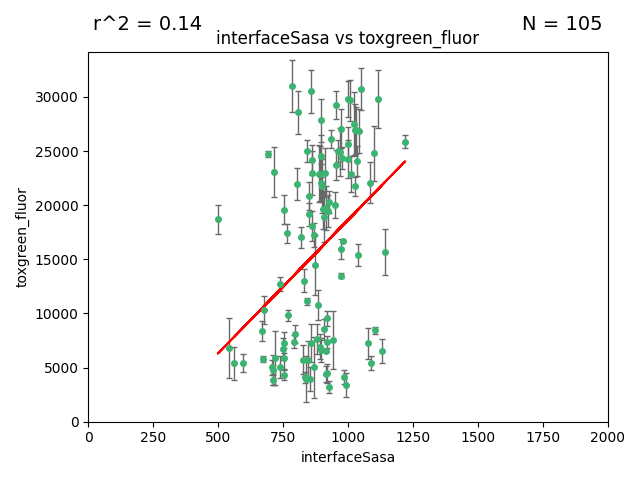 r^2 = 0.14
N = 105
interfaceSasa vs toxgreen_fluor
toxgreen_fluor
30000
25000
20000
15000
10000
5000
0
0 250 500 750 1000 1250 1500 1750 2000
interfaceSasa